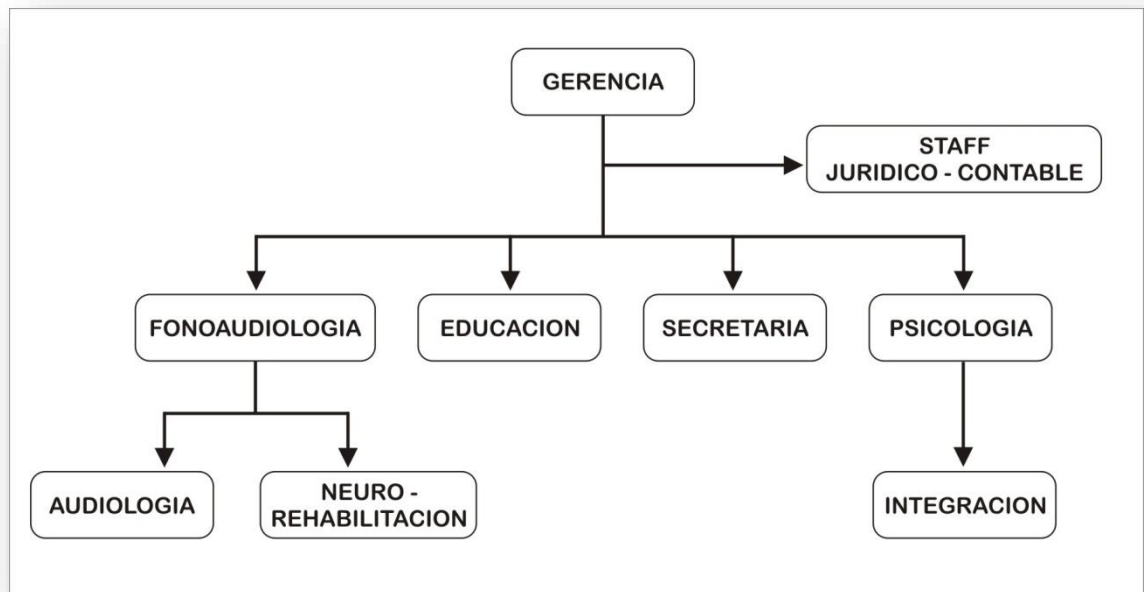 GERENCIA
STAFF
JURIDICO - CONTABLE
FONOAUDIOLOGIA
EDUCACION
SECRETARIA
PSICOLOGIA
AUDIOLOGIA
NEURO -
REHABILITACION
INTEGRACION